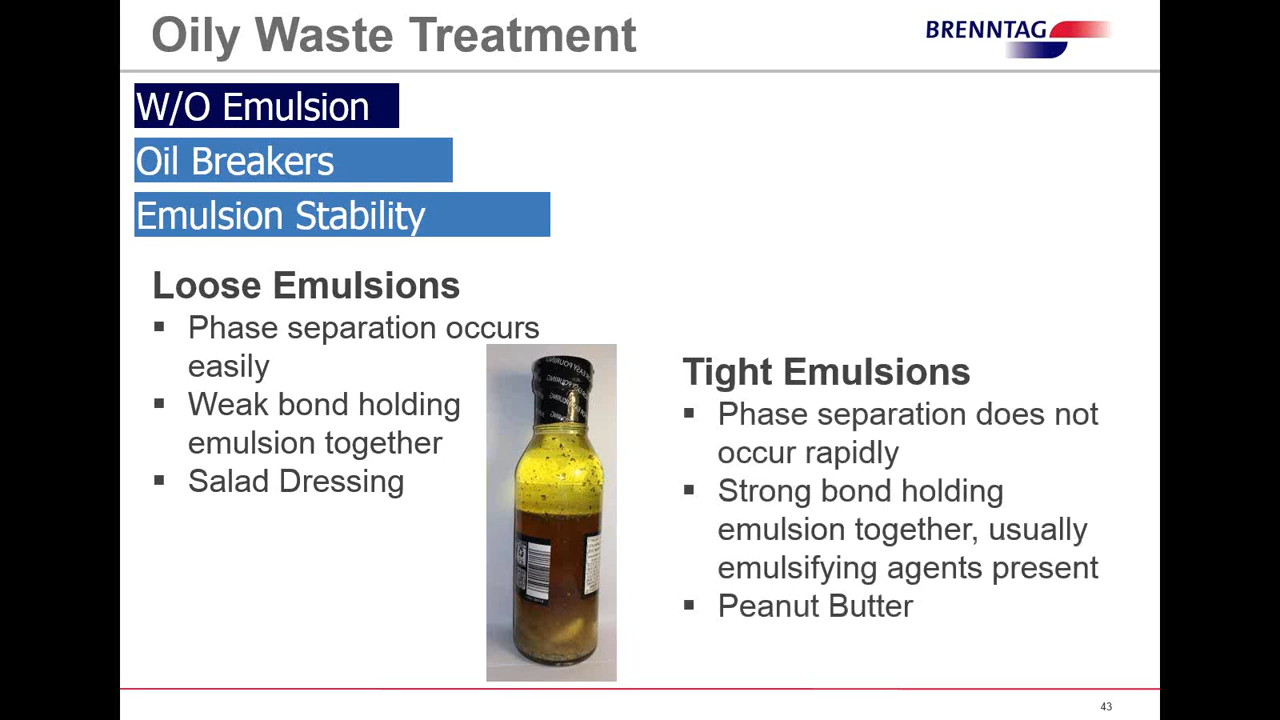 Oily Waste Treatment
BRENNTAG
W/O Emulsion
Oil Breakers
Emulsion Stability
Loose Emulsions
▪ Phase separation occurs
easily
▪ Weak bond holding
emulsion together
▪ Salad Dressing
Tight Emulsions
▪ Phase separation does not
occur rapidly
▪ Strong bond holding
emulsion together, usually
emulsifying agents present
▪ Peanut Butter
43